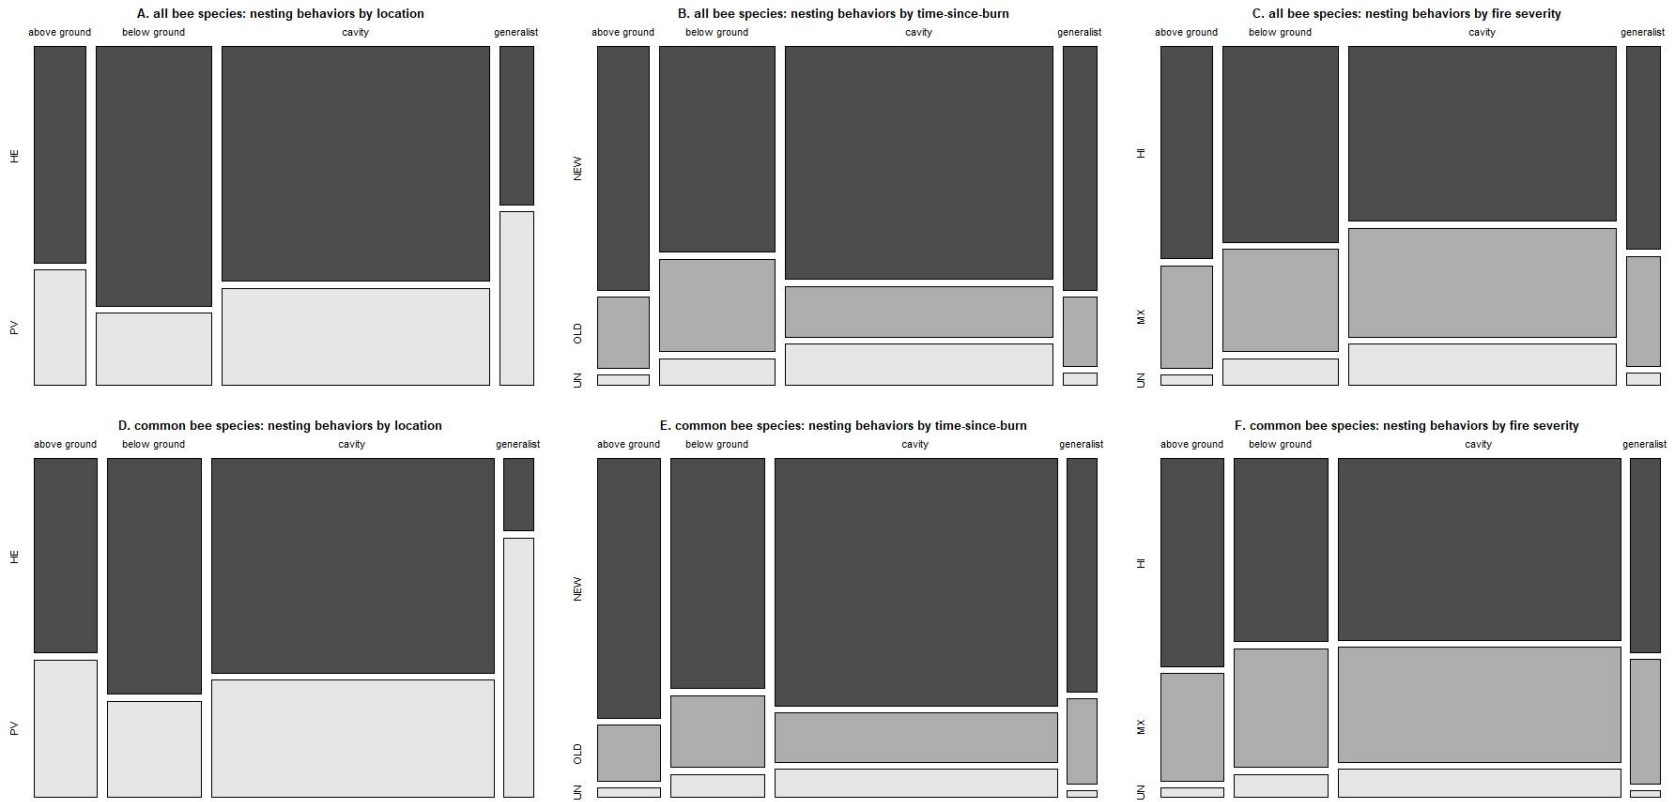 A. all bee species: nesting behaviors by location
above ground below ground cavity generalist
HE
PV
B. all bee species: nesting behaviors by time-since-burn
above ground below ground cavity generalist
NEW
OLD
UN
C. all bee species: nesting behaviors by fire severity
above ground below ground cavity generalist
HI
MX
UN
D. common bee species: nesting behaviors by location
above ground below ground cavity generalist
HE
PV
E. common bee species: nesting behaviors by time-since-burn
above ground below ground cavity generalist
NEW
OLD
UN
F. common bee species: nesting behaviors by fire severity
above ground below ground cavity generalist
HI
MX
UN